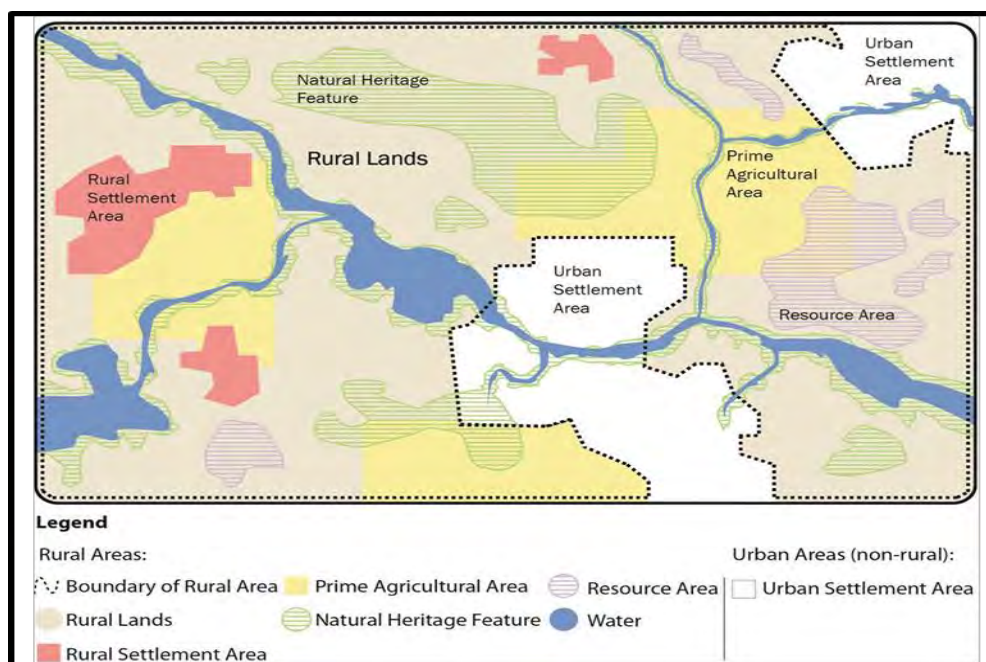 Urban
Settlement
Area
Natural Heritage
Feature
Rural Lands
Prime
Agricultural
Area
Rural
Settlement
Area
Urban
Settlement
Area
Resource Area
Legend
Rural Areas:
Urban Areas (non-rural):
Boundary of Rural Area
Prime Agricultural Area
Resource Area
Urban Settlement Area
Rural Lands
Natural Heritage Feature
Water
Rural Settlement Area